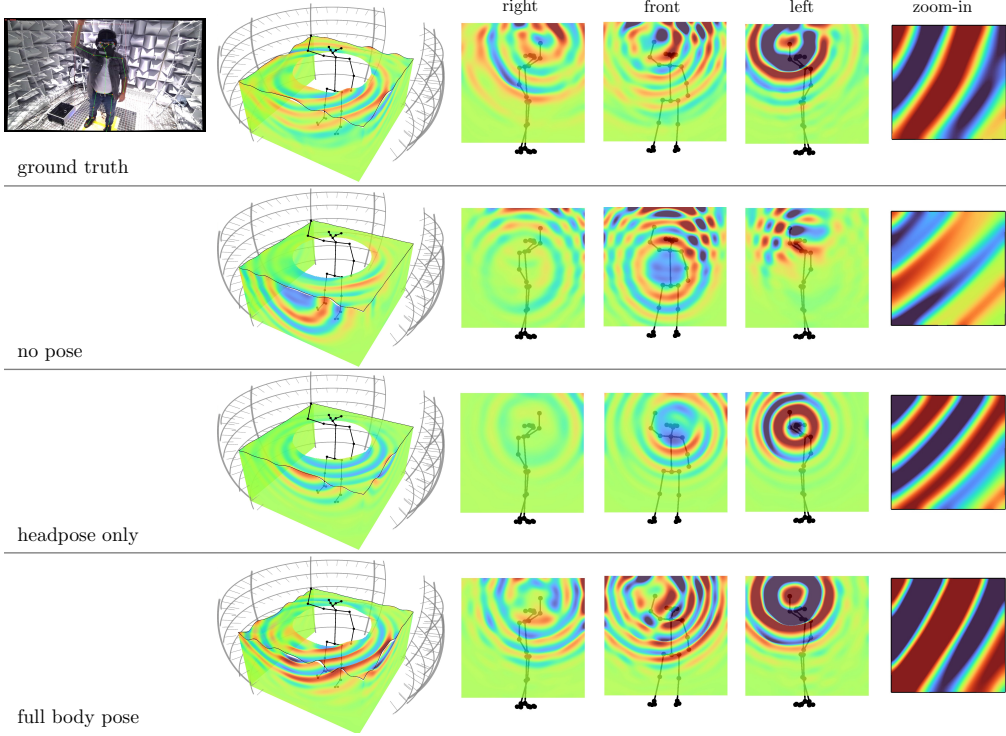 right front left zoom-in
ground truth
no pose
headpose only
full body pose